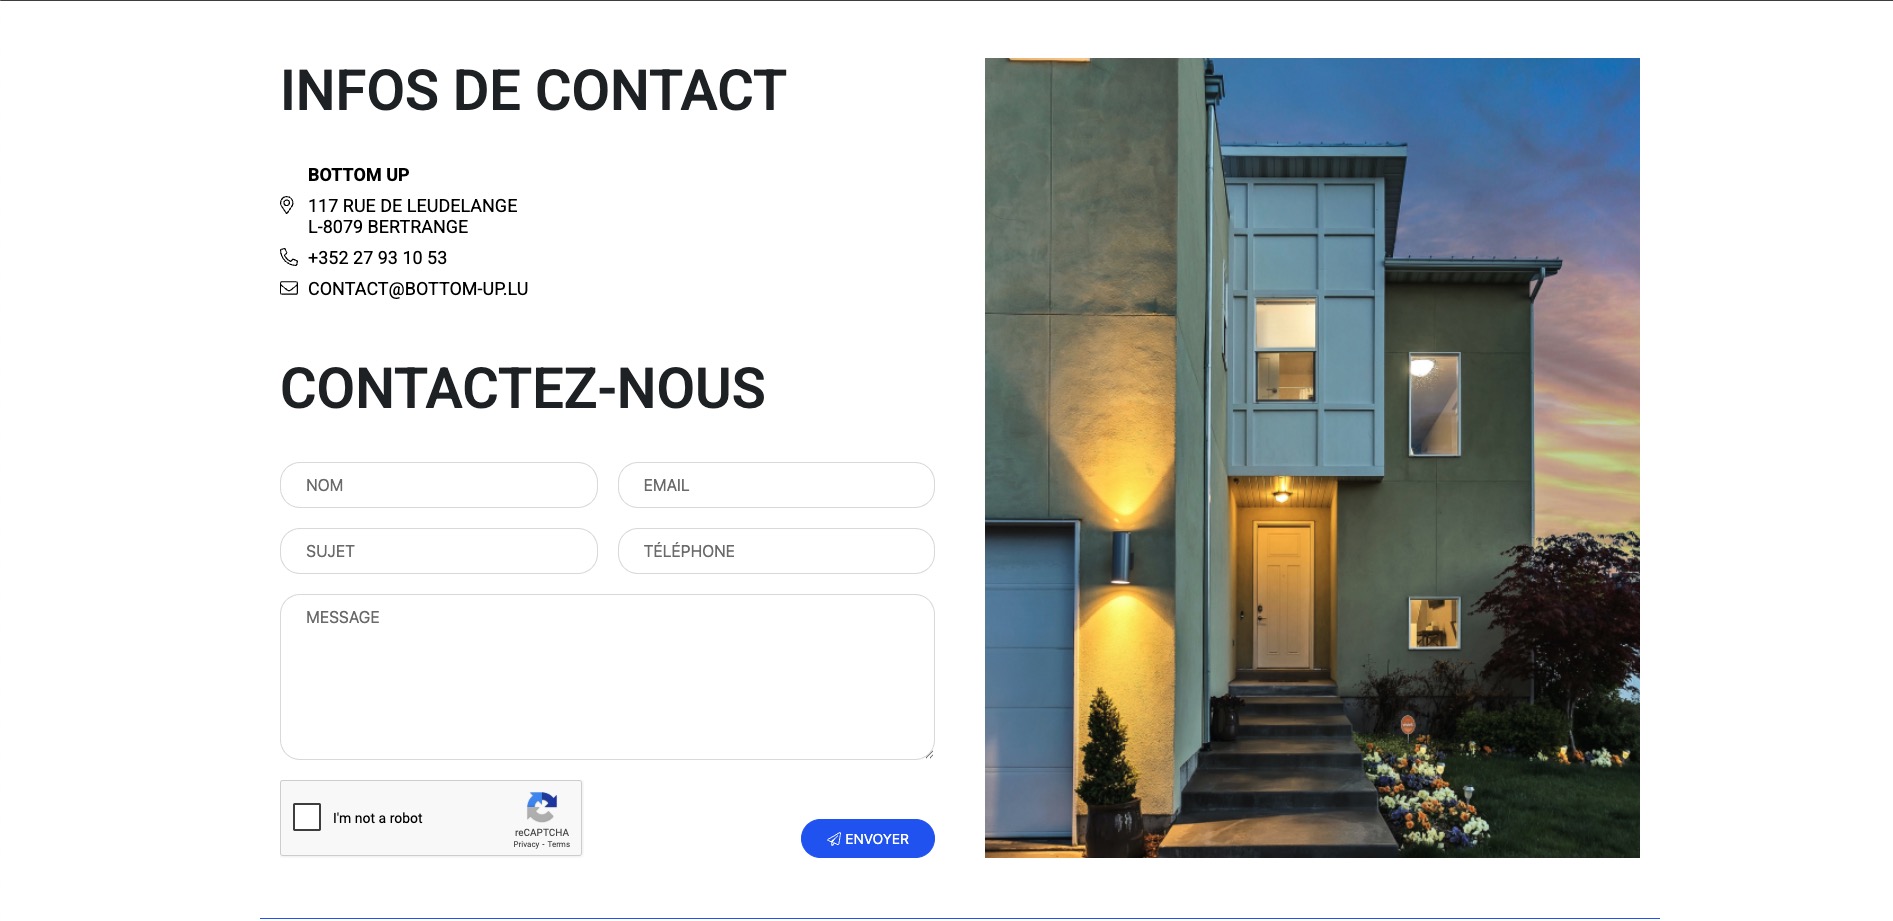 INFOS DE CONTACT
BOTTOM UP
117 RUE DE LEUDELANGE
L-8079 BERTRANGE
+352 27 93 10 53
CONTACT@BOTTOM-UP.LU
CONTACTEZ-NOUS
NOM
EMAIL
SUJET
TÉLÉPHONE
MESSAGE
I'm not a robot
reCAPTCHA
Privacy - Terms
ENVOYER